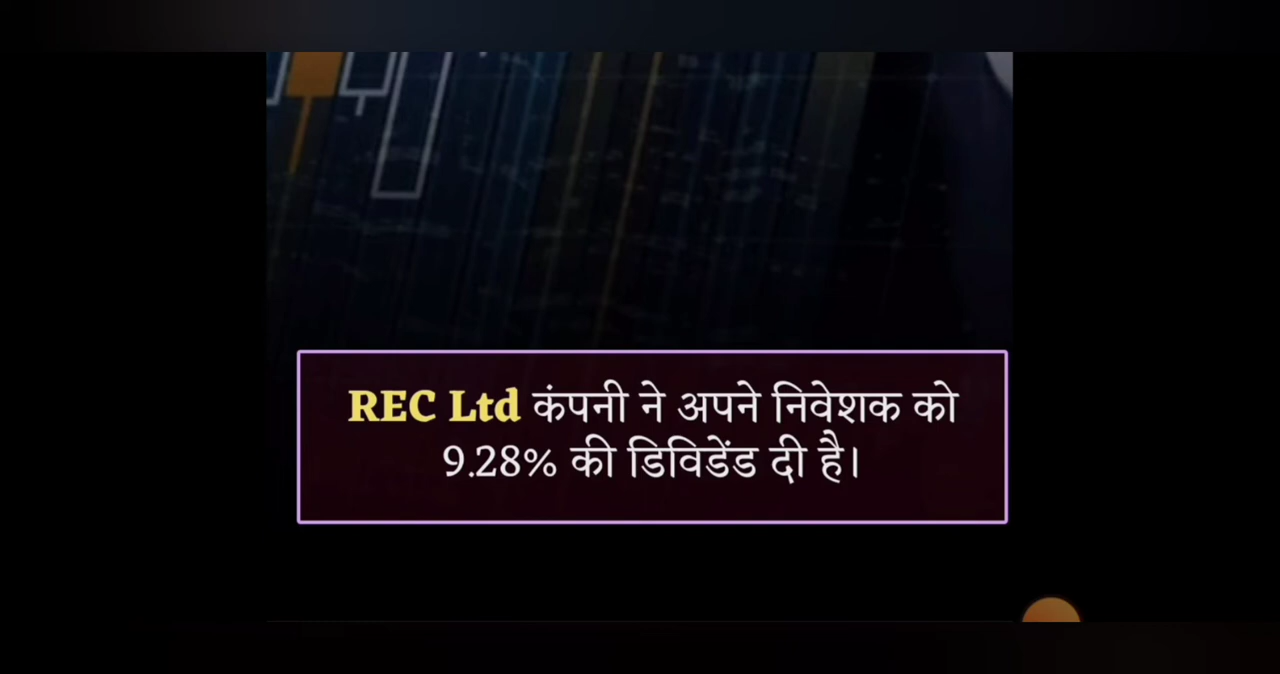 REC Ltd कंपनी ने अपने निवेशक को
9.28% की डिविडेंड दी है।